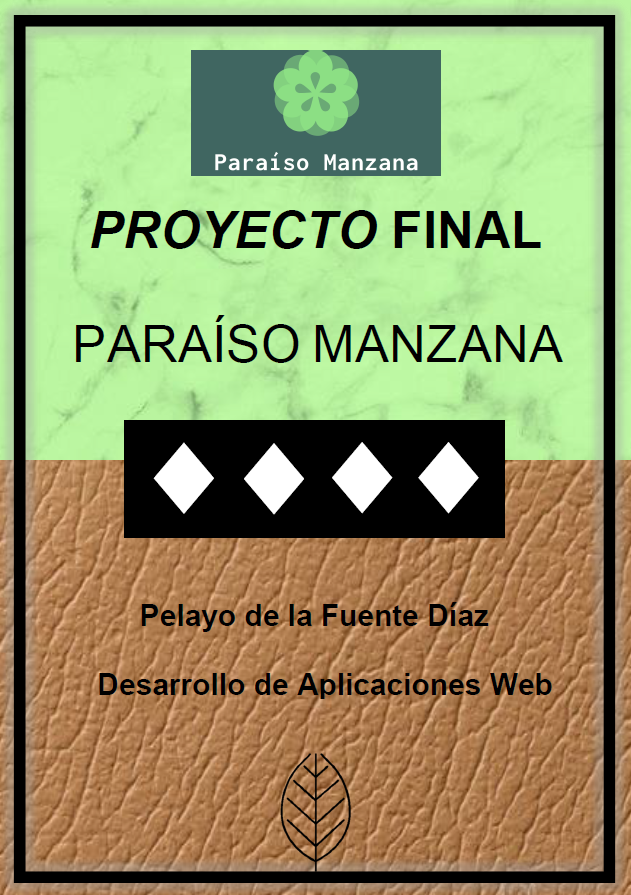 Paraíso Manzana
PROYECTO FINAL
PARAÍSO MANZANA
Pelayo de la Fuente Díaz
Desarrollo de Aplicaciones Web